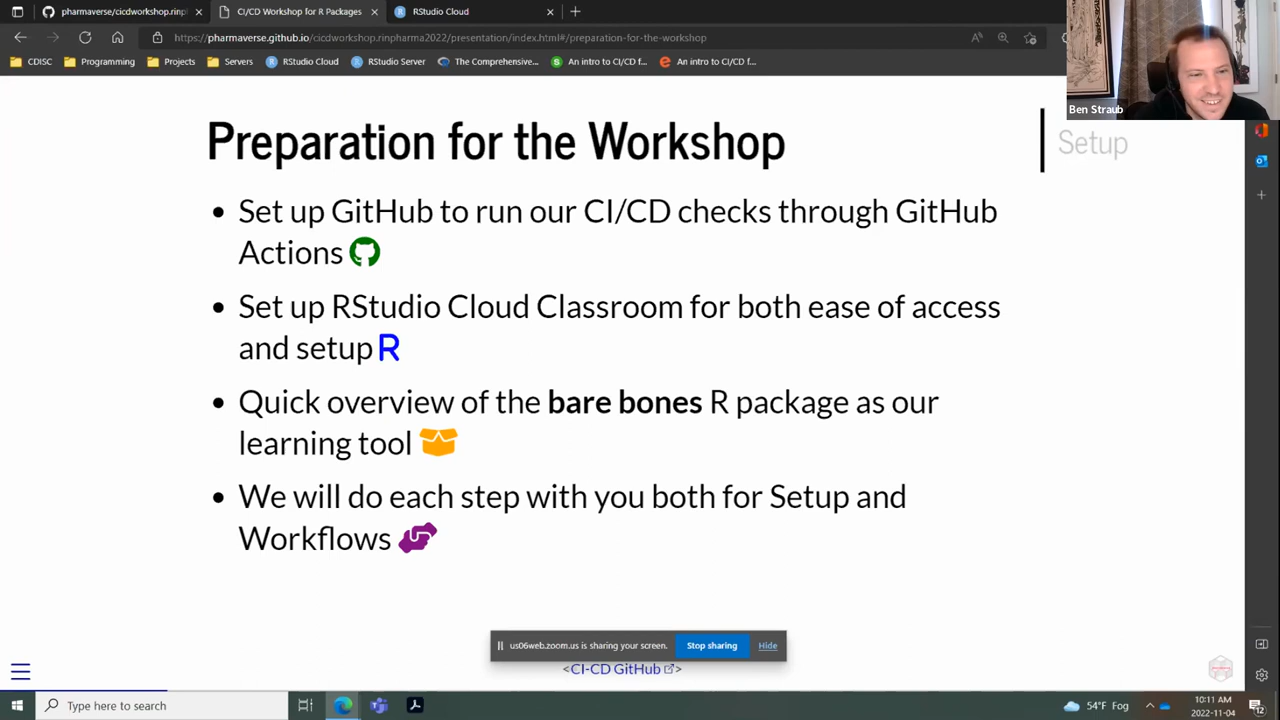 pharmaverse/cicdworkshop.rinp
CI/CD Workshop for R Packages
RStudio Cloud
https://pharmaverse.github.io/cicdworkshop.rinpharma2022/presentation/index.html#/preparation-for-the-workshop
CDISC
Programming
Projects
Servers
RStudio Cloud
RStudio Server
The Comprehensive...
An intro to CI/CD f...
An intro to CI/CD f...
Ben Straub
Preparation for the Workshop
Setup
• Set up GitHub to run our CI/CD checks through GitHub
Actions
• Set up RStudio Cloud Classroom for both ease of access
and setup R
• Quick overview of the bare bones R package as our
learning tool
• We will do each step with you both for Setup and
Workflows
us06web.zoom.us is sharing your screen.
Stop sharing
Hide
<CI-CD GitHub>
Type here to search
54°F Fog
10:11 AM
2022-11-04
12